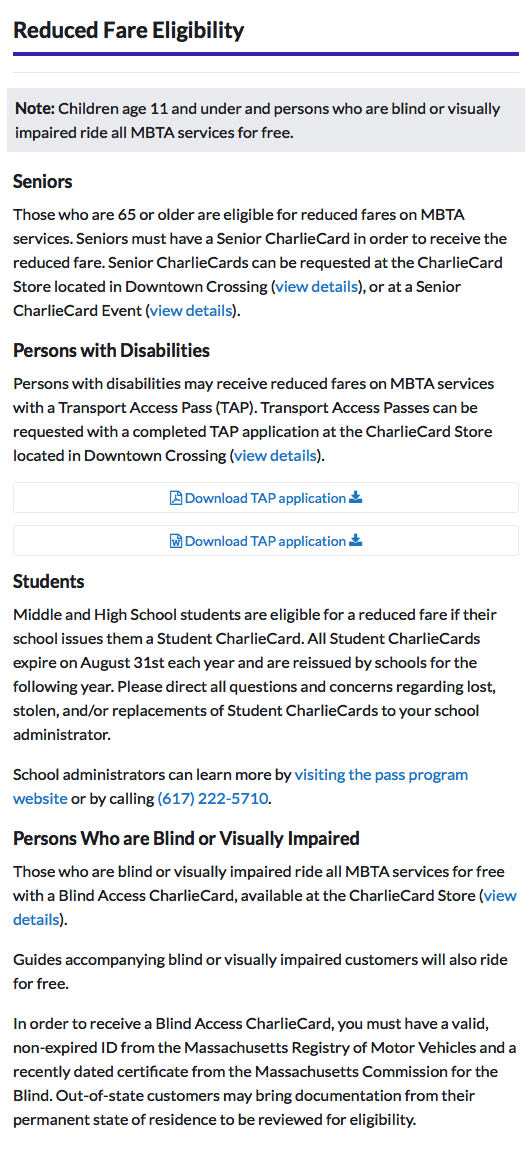 Reduced Fare Eligibility
Note: Children age 11 and under and persons who are blind or visually
impaired ride all MBTA services for free.
Seniors
Those who are 65 or older are eligible for reduced fares on MBTA
services. Seniors must have a Senior CharlieCard in order to receive the
reduced fare. Senior CharlieCards can be requested at the CharlieCard
Store located in Downtown Crossing (view details), or at a Senior
CharlieCard Event (view details).
Persons with Disabilities
Persons with disabilities may receive reduced fares on MBTA services
with a Transport Access Pass (TAP). Transport Access Passes can be
requested with a completed TAP application at the CharlieCard Store
located in Downtown Crossing (view details).
Download TAP application
Download TAP application
Students
Middle and High School students are eligible for a reduced fare if their
school issues them a Student CharlieCard. All Student CharlieCards
expire on August 31st each year and are reissued by schools for the
following year. Please direct all questions and concerns regarding lost,
stolen, and/or replacements of Student CharlieCards to your school
administrator.
School administrators can learn more by visiting the pass program
website or by calling (617) 222-5710.
Persons Who are Blind or Visually Impaired
Those who are blind or visually impaired ride all MBTA services for free
with a Blind Access CharlieCard, available at the CharlieCard Store (view
details).
Guides accompanying blind or visually impaired customers will also ride
for free.
In order to receive a Blind Access CharlieCard, you must have a valid,
non-expired ID from the Massachusetts Registry of Motor Vehicles and a
recently dated certificate from the Massachusetts Commission for the
Blind. Out-of-state customers may bring documentation from their
permanent state of residence to be reviewed for eligibility.